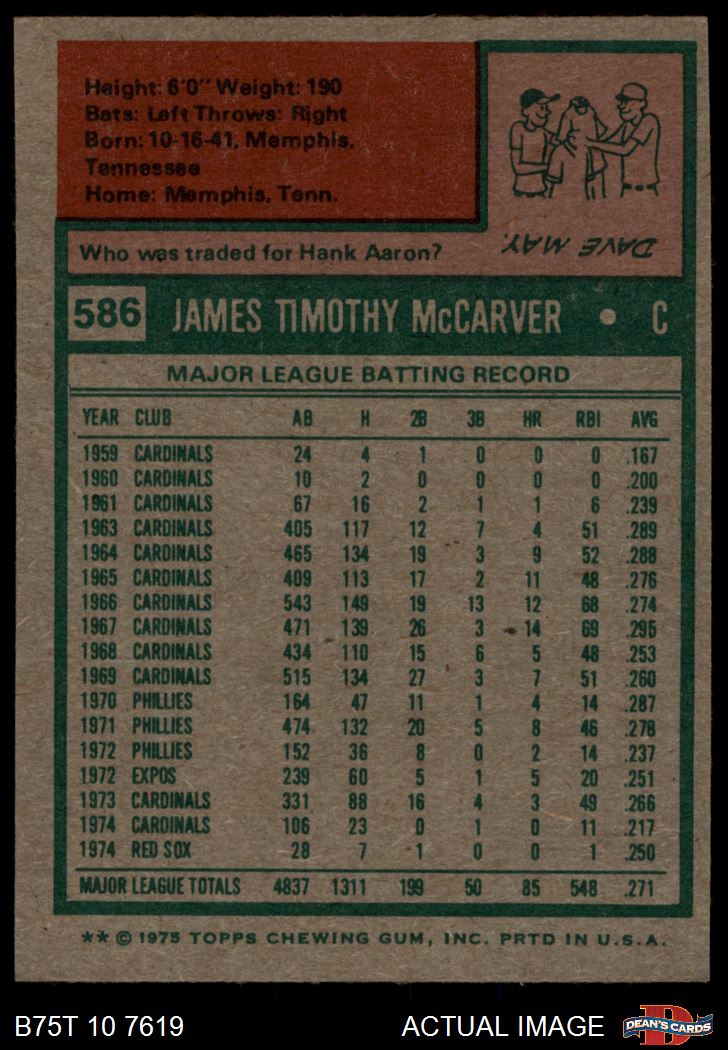 Height: 6'0" Weight: 190
Bats: Left Throws: Right
Born: 10-16-41, Memphis,
Tennessee
Home: Memphis, Tenn.
Who was traded for Hank Aaron?
DAVE MAY.
586 JAMES TIMOTHY McCARVER • C
MAJOR LEAGUE BATTING RECORD
YEAR CLUB AB H 2B 3B HR RBI AVG
1959 CARDINALS 24 4 1 0 0 0 .167
1960 CARDINALS 10 2 0 0 0 0 .200
1961 CARDINALS 67 16 2 1 1 6 .239
1963 CARDINALS 405 117 12 7 4 51 .289
1964 CARDINALS 465 134 19 3 9 52 .288
1965 CARDINALS 409 113 17 2 11 48 .276
1966 CARDINALS 543 149 19 13 12 68 .274
1967 CARDINALS 471 139 26 3 14 69 .295
1968 CARDINALS 434 110 15 6 5 48 .253
1969 CARDINALS 515 134 27 3 7 51 .260
1970 PHILLIES 164 47 11 1 4 14 .287
1971 PHILLIES 474 132 20 5 8 46 .278
1972 PHILLIES 152 36 8 0 2 14 .237
1972 EXPOS 239 60 5 1 5 20 .251
1973 CARDINALS 331 88 16 4 3 49 .266
1974 CARDINALS 106 23 0 1 0 11 .217
1974 RED SOX 28 7 1 0 0 1 .250
MAJOR LEAGUE TOTALS 4837 1311 199 50 85 548 .271
** © 1975 TOPPS CHEWING GUM, INC. PRTD IN U.S.A.
B75T 10 7619 ACTUAL IMAGE
D
DEAN'S CARDS